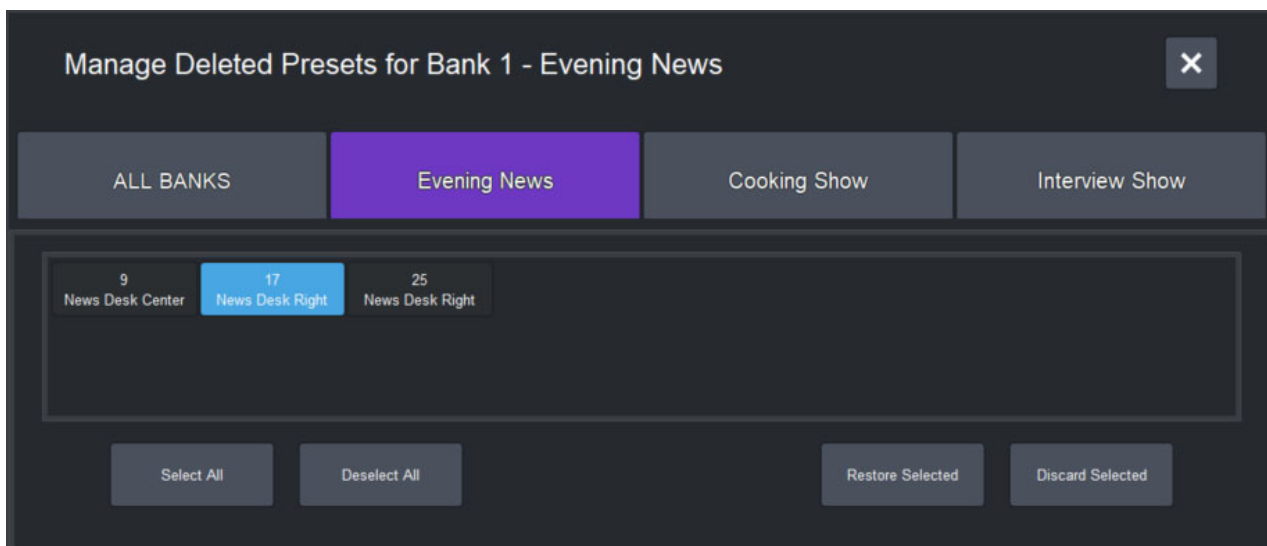 Manage Deleted Presets for Bank 1 - Evening News
ALL BANKS
Evening News
Cooking Show
Interview Show
9
News Desk Center
17
News Desk Right
25
News Desk Right
Select All
Deselect All
Restore Selected
Discard Selected